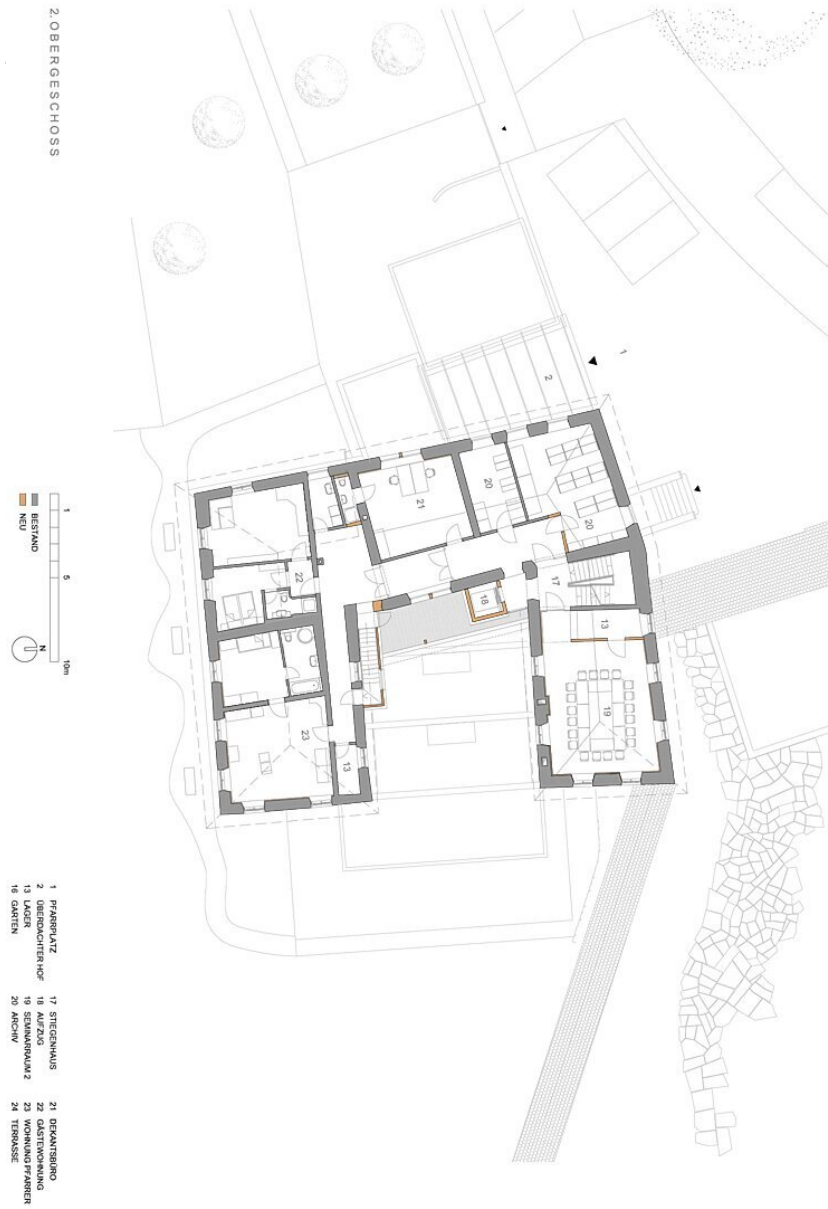 2. OBERGESCHOSS
1
2
20
20
21
17
18
13
22
19
23
13
1
5
10m
BESTAND
NEU
N
1 PFARRPLATZ
2 ÜBERDACHTER HOF
13 LAGER
16 GARTEN
17 STIEGENHAUS
18 AUFZUG
19 SEMINARRAUM 2
20 ARCHIV
21 DEKANTSBÜRO
22 GÄSTEWOHNUNG
23 WOHNUNG PFARRER
24 TERRASSE